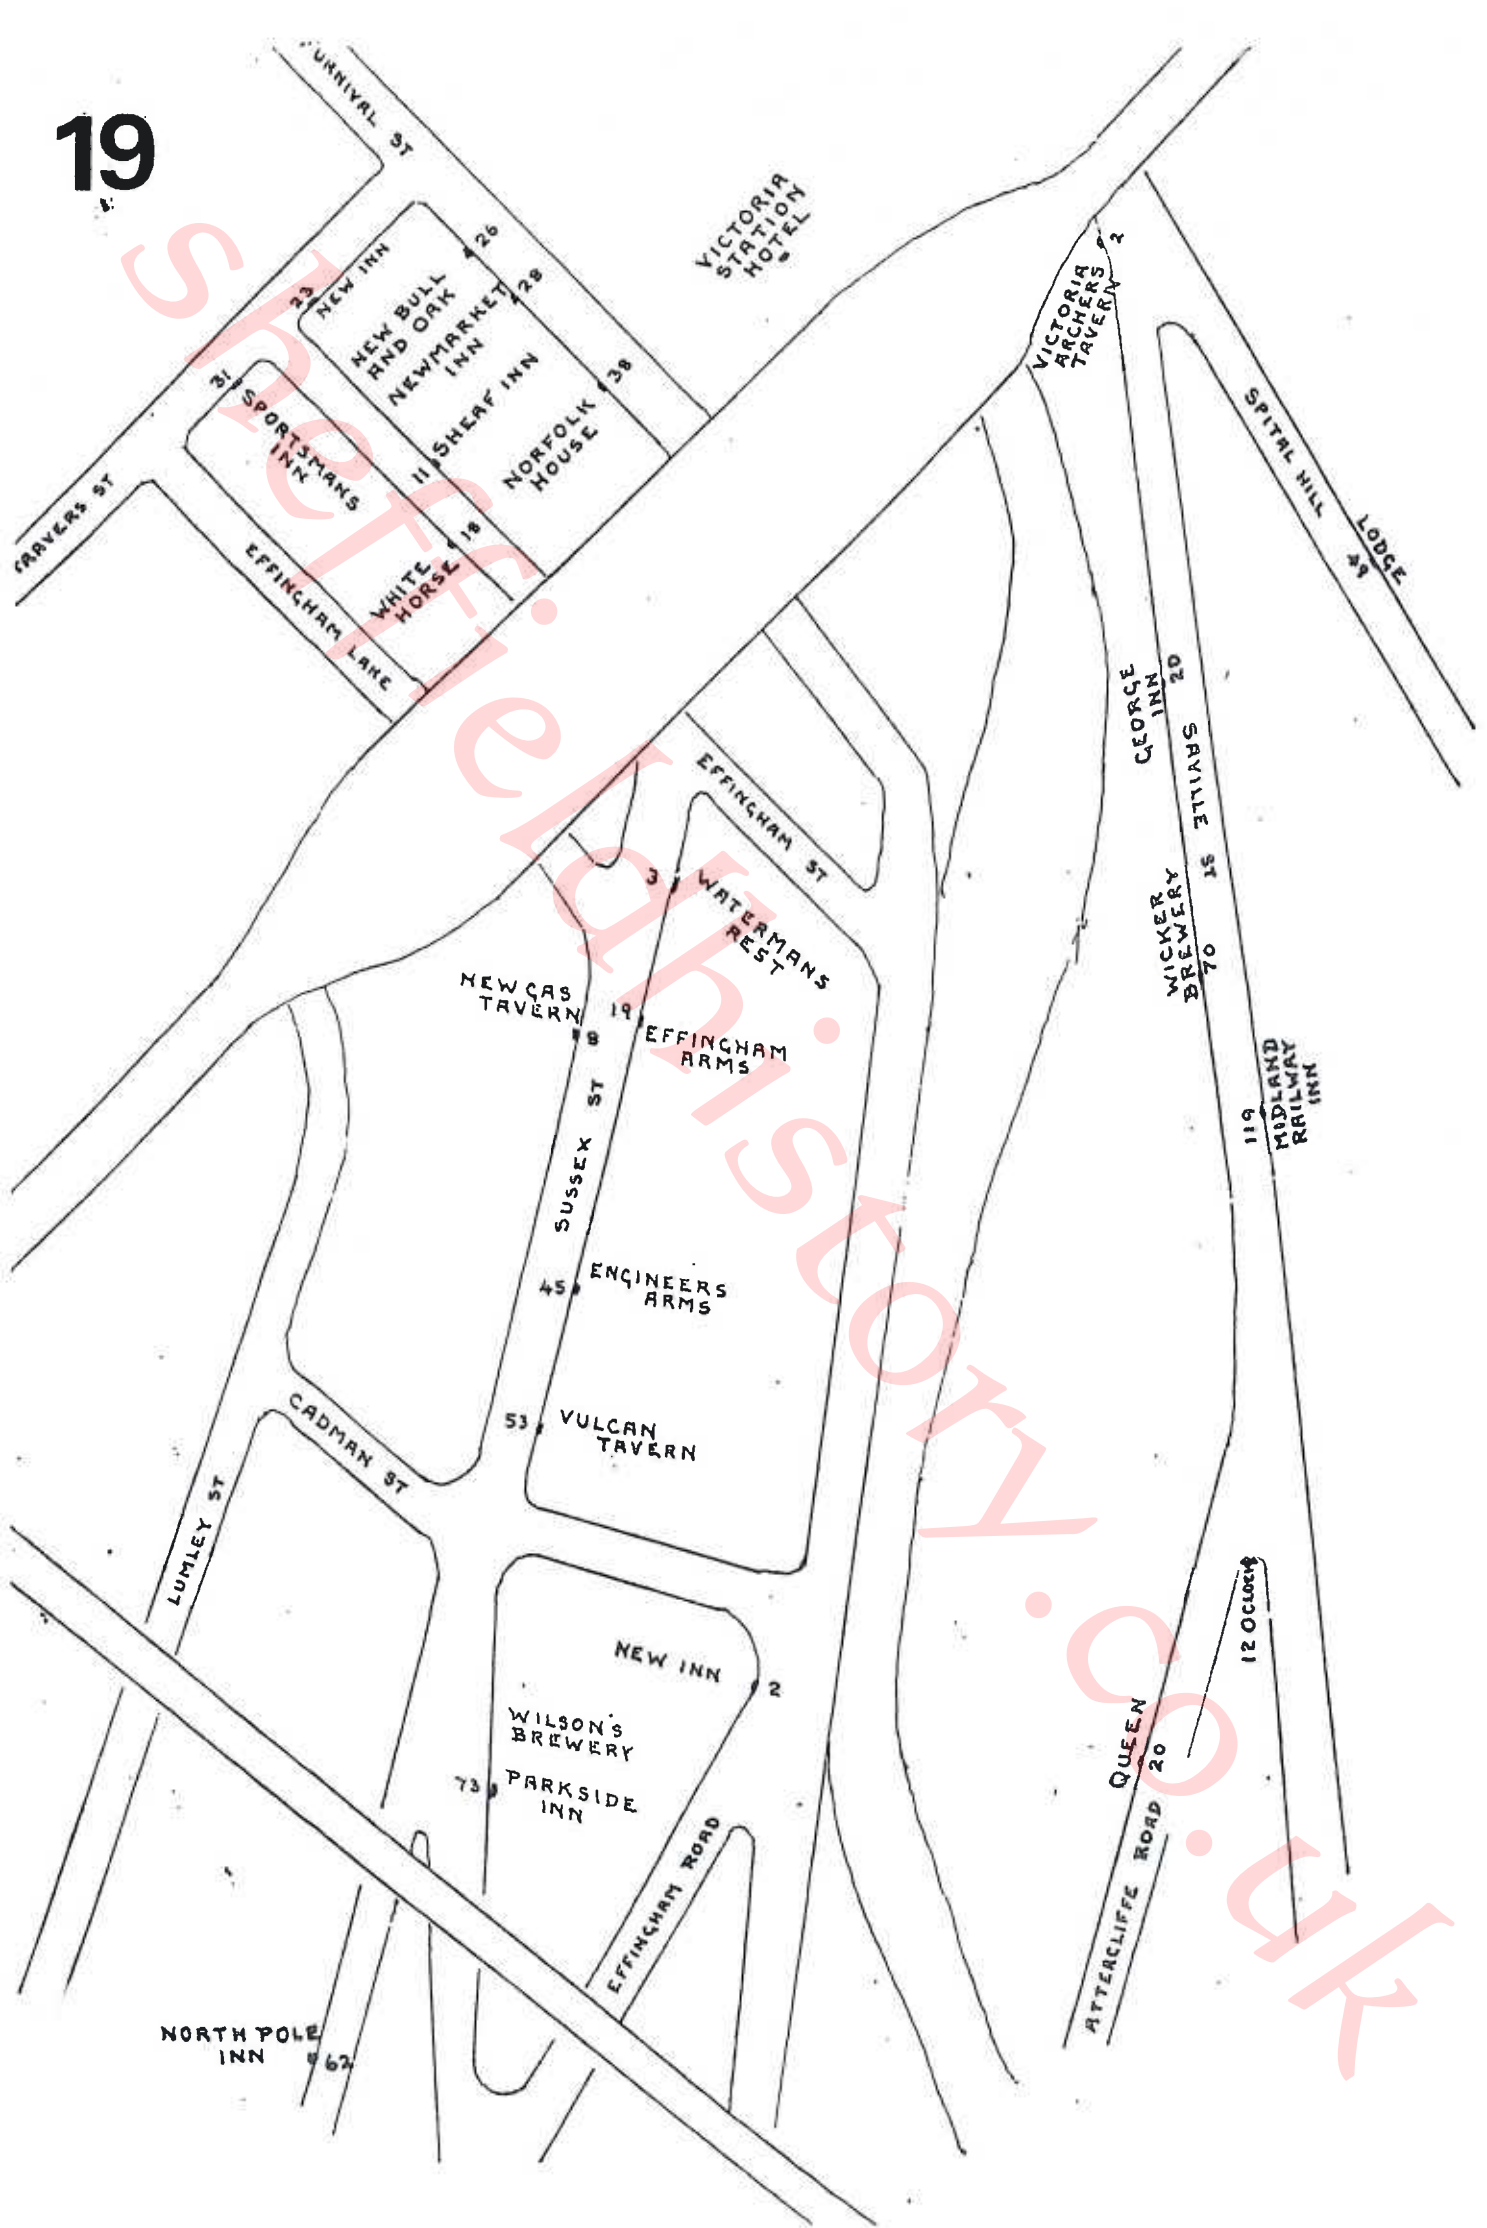 19
URNIVAL ST
VICTORIA
STATION
HOTEL
23
NEW INN
26
NEW BULL
AND OAK
28
NEWMARKET
INN
SHEAF INN
11
38
NORFOLK
HOUSE
31
SPORTSMANS
INN
18
WHITE
HORSE
TRAVERS ST
EFFINGHAM LAKE
2
VICTORIA
ARCHERS
TAVERN
SPITAL HILL
LODGE
49
GEORGE
INN
20
SAVILLE ST
WICKER
BREWERY
70
119
MIDLAND
RAILWAY
INN
EFFINGHAM ST
3
WATERMANS
REST
NEW GAS
TAVERN
8
19
EFFINGHAM
ARMS
SUSSEX ST
45
ENGINEERS
ARMS
53
VULCAN
TAVERN
CADMAN ST
LUMLEY ST
NEW INN
2
WILSON'S
BREWERY
73
PARKSIDE
INN
EFFINGHAM ROAD
12 OCLOCK
QUEEN
20
ATTERCLIFFE ROAD
NORTH POLE
INN
62
sheffieldhistory.co.uk